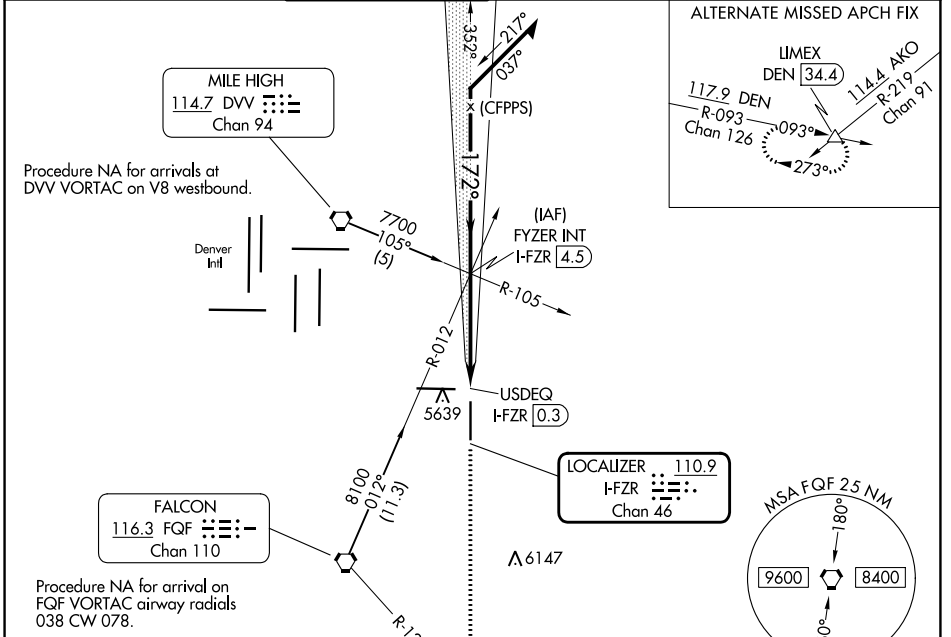 ALTERNATE MISSED APCH FIX
LIMEX
DEN 34.4
117.9 DEN
R-093
Chan 126
093°
273°
114.4 AKO
R-219
Chan 91
352°
217°
037°
x (CFPPS)
172°
MILE HIGH
114.7 DVV
Chan 94
Procedure NA for arrivals at
DVV VORTAC on V8 westbound.
Denver
Intl
7700
105°
(5)
(IAF)
FYZER INT
I-FZR 4.5
R-105
R-012
5639
USDEQ
I-FZR 0.3
LOCALIZER 110.9
I-FZR
Chan 46
8100
012°
(11.3)
FALCON
116.3 FQF
Chan 110
Procedure NA for arrival on
FQF VORTAC airway radials
038 CW 078.
6147
MSA FQF 25 NM
180°
9600
8400